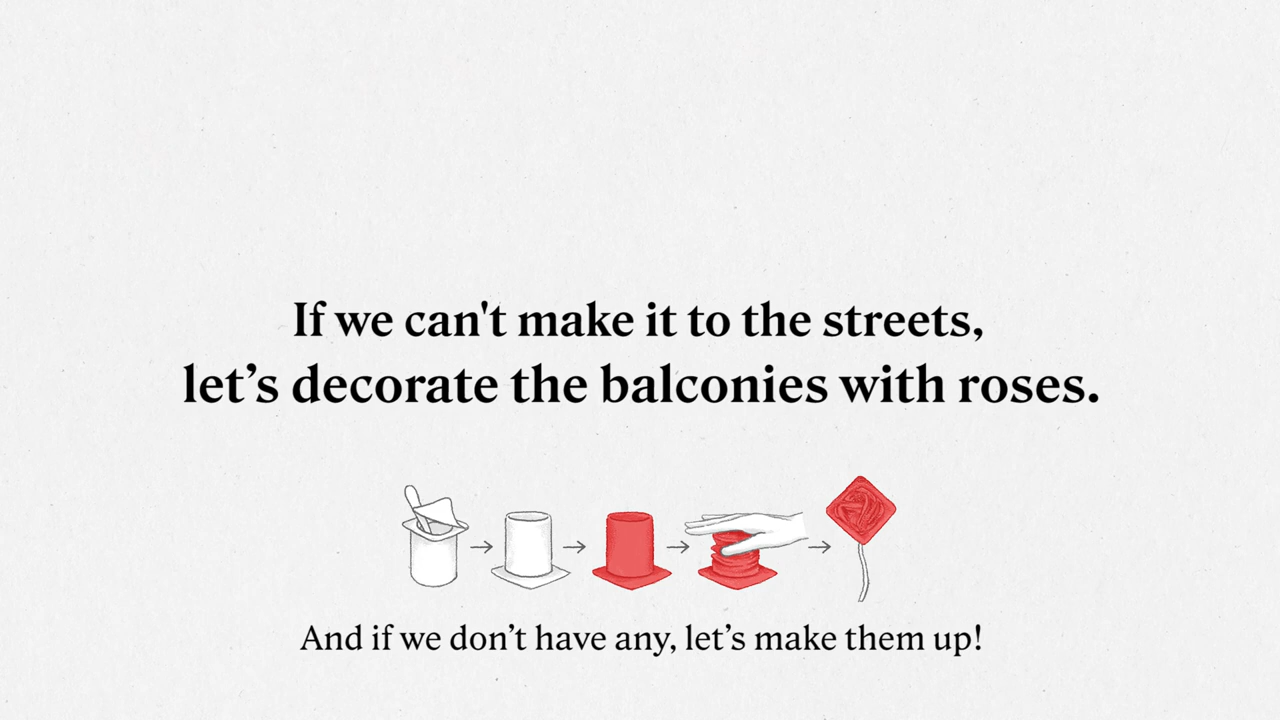 If we can't make it to the streets,
let’s decorate the balconies with roses.
And if we don’t have any, let’s make them up!